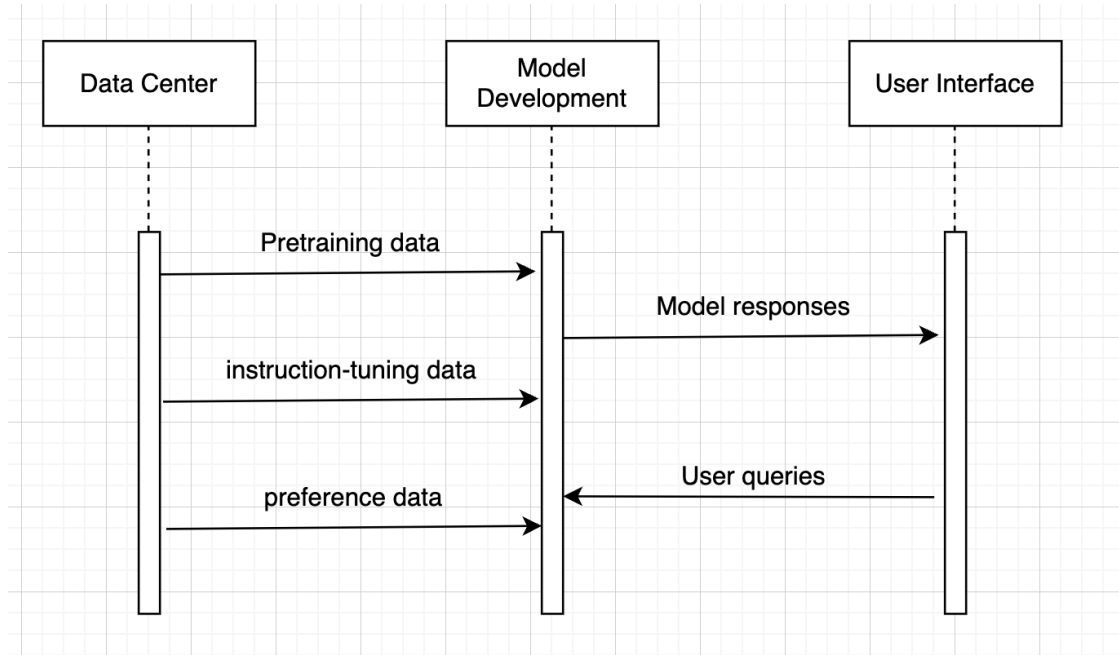 Data Center
Model
Development
User Interface
Pretraining data
Model responses
instruction-tuning data
User queries
preference data